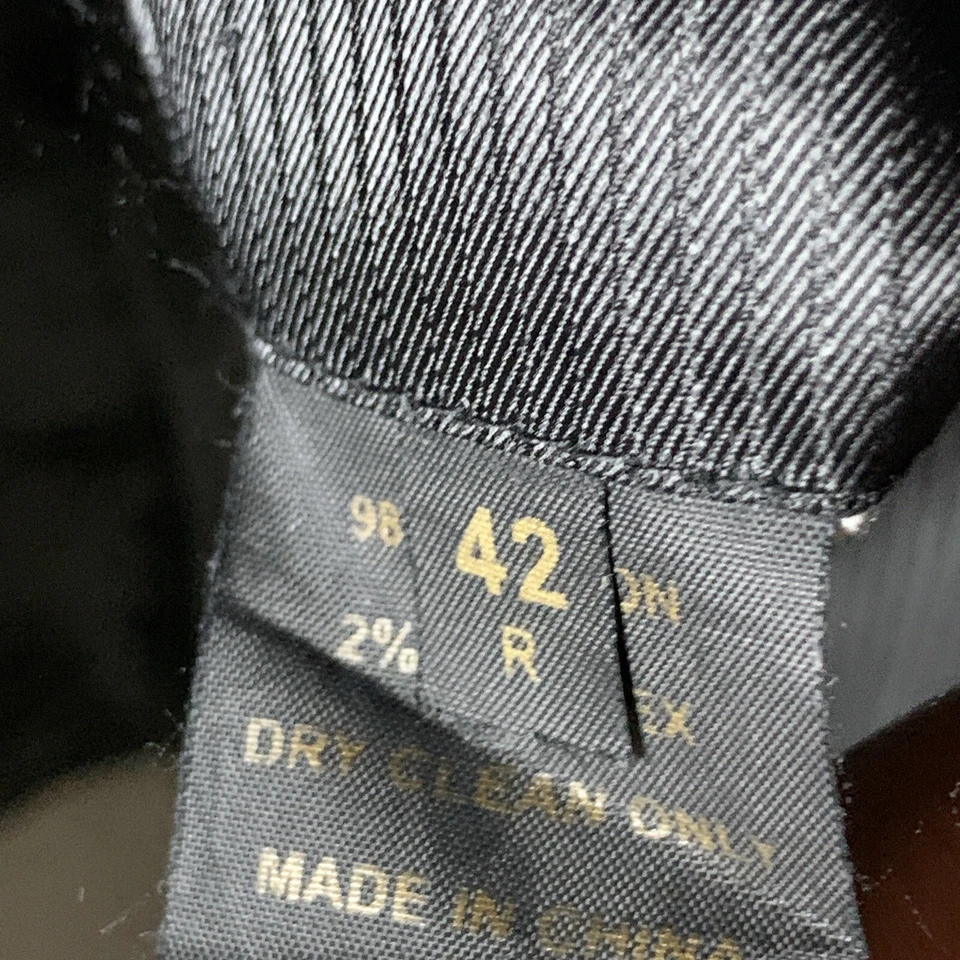 98 ON
42
R
2% EX
DRY CLEAN ONLY
MADE IN CHINA